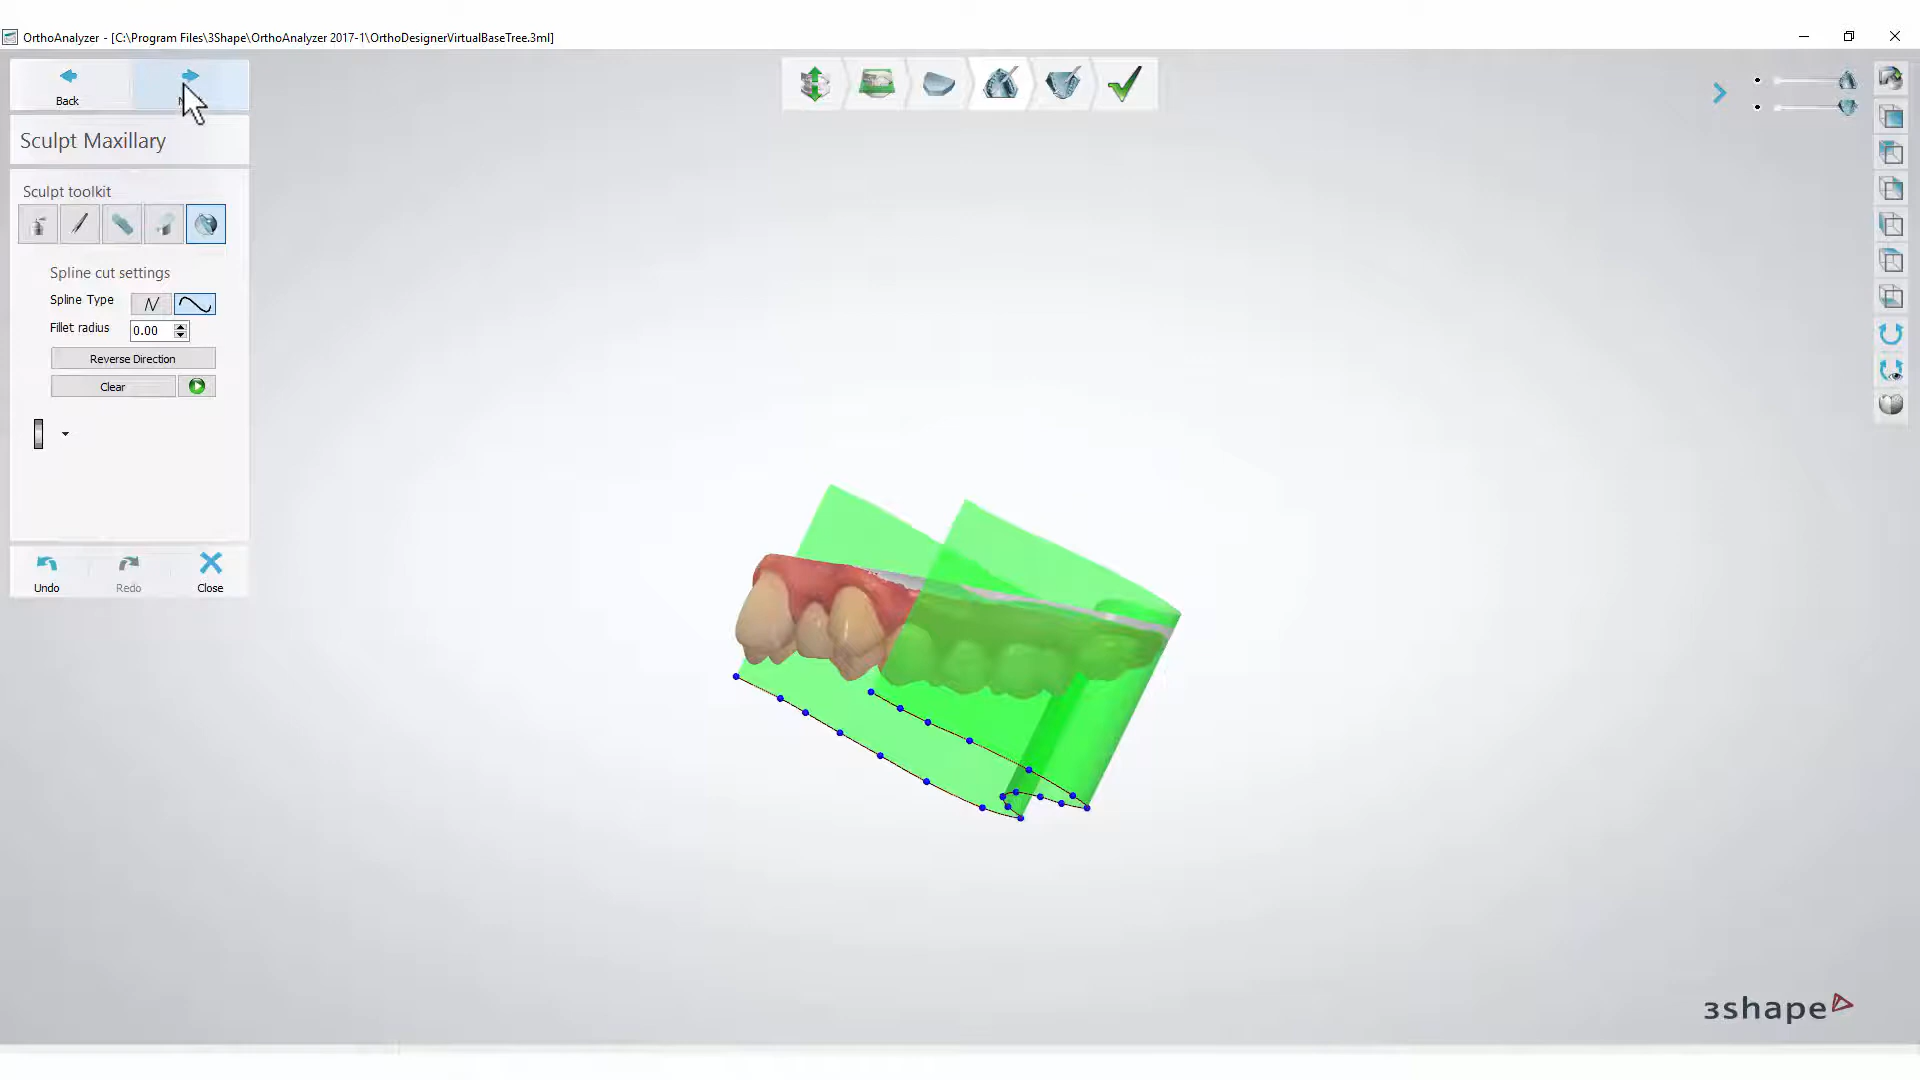 OrthoAnalyzer - [C:\Program Files\3Shape\OrthoAnalyzer 2017-1\OrthoDesignerVirtualBaseTree.3ml]
Back
Sculpt Maxillary
Sculpt toolkit
Spline cut settings
Spline Type
Fillet radius
0.00
Reverse Direction
Clear
Undo
Redo
Close
3shape